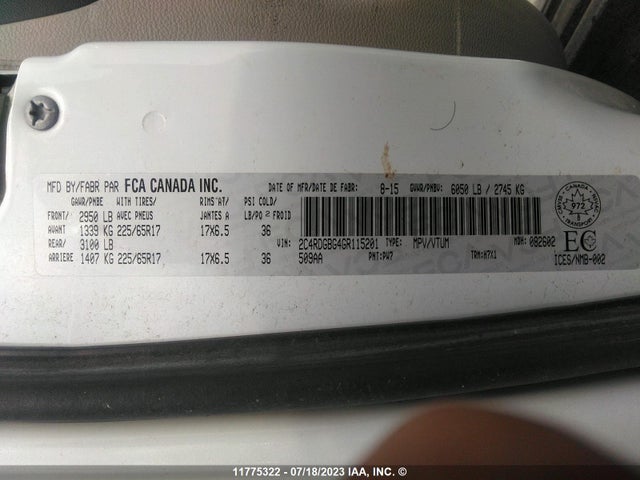 MFD BY/FABR PAR FCA CANADA INC. DATE OF MFR/DATE DE FABR: 8-15 GVWR/PNBV: 6050 LB / 2745 KG
GAWR/PNBE WITH TIRES/ RIMS AT/ PSI COLD/
FRONT/ 2950 LB AVEC PNEUS JANTES A LB/PO 2 FROID
AVANT 1339 KG 225/65R17 17X6.5 36
VIN: 2C4RDGBG4GR115201 TYPE: MPV/VTUM MDH: 082602
REAR/ 3100 LB
ARRIERE 1407 KG 225/65R17 17X6.5 36 509AA PNT:PW7 TRM:H7X1
CANADA
972
EC
ICES/NMB-002
11775322 - 07/18/2023 IAA, INC. ©